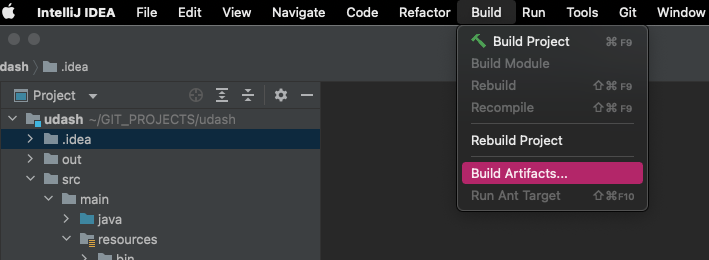 IntelliJ IDEA File Edit View Navigate Code Refactor Build Run Tools Git Window
Build Project ⌘ F9
Build Module
Rebuild ⇧⌘ F9
Recompile ⇧⌘ F9
Rebuild Project
Build Artifacts...
Run Ant Target ⇧⌘F10
dash 〉 .idea
Project
udash ~/GIT_PROJECTS/udash
.idea
out
src
main
java
resources
bin